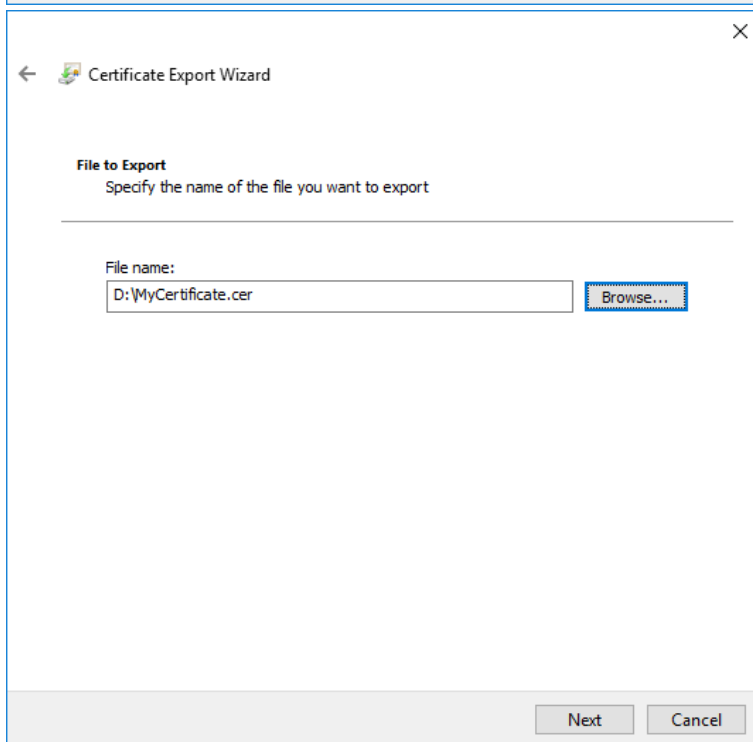 Certificate Export Wizard
File to Export
Specify the name of the file you want to export
File name:
D:\MyCertificate.cer
Browse...
Next
Cancel